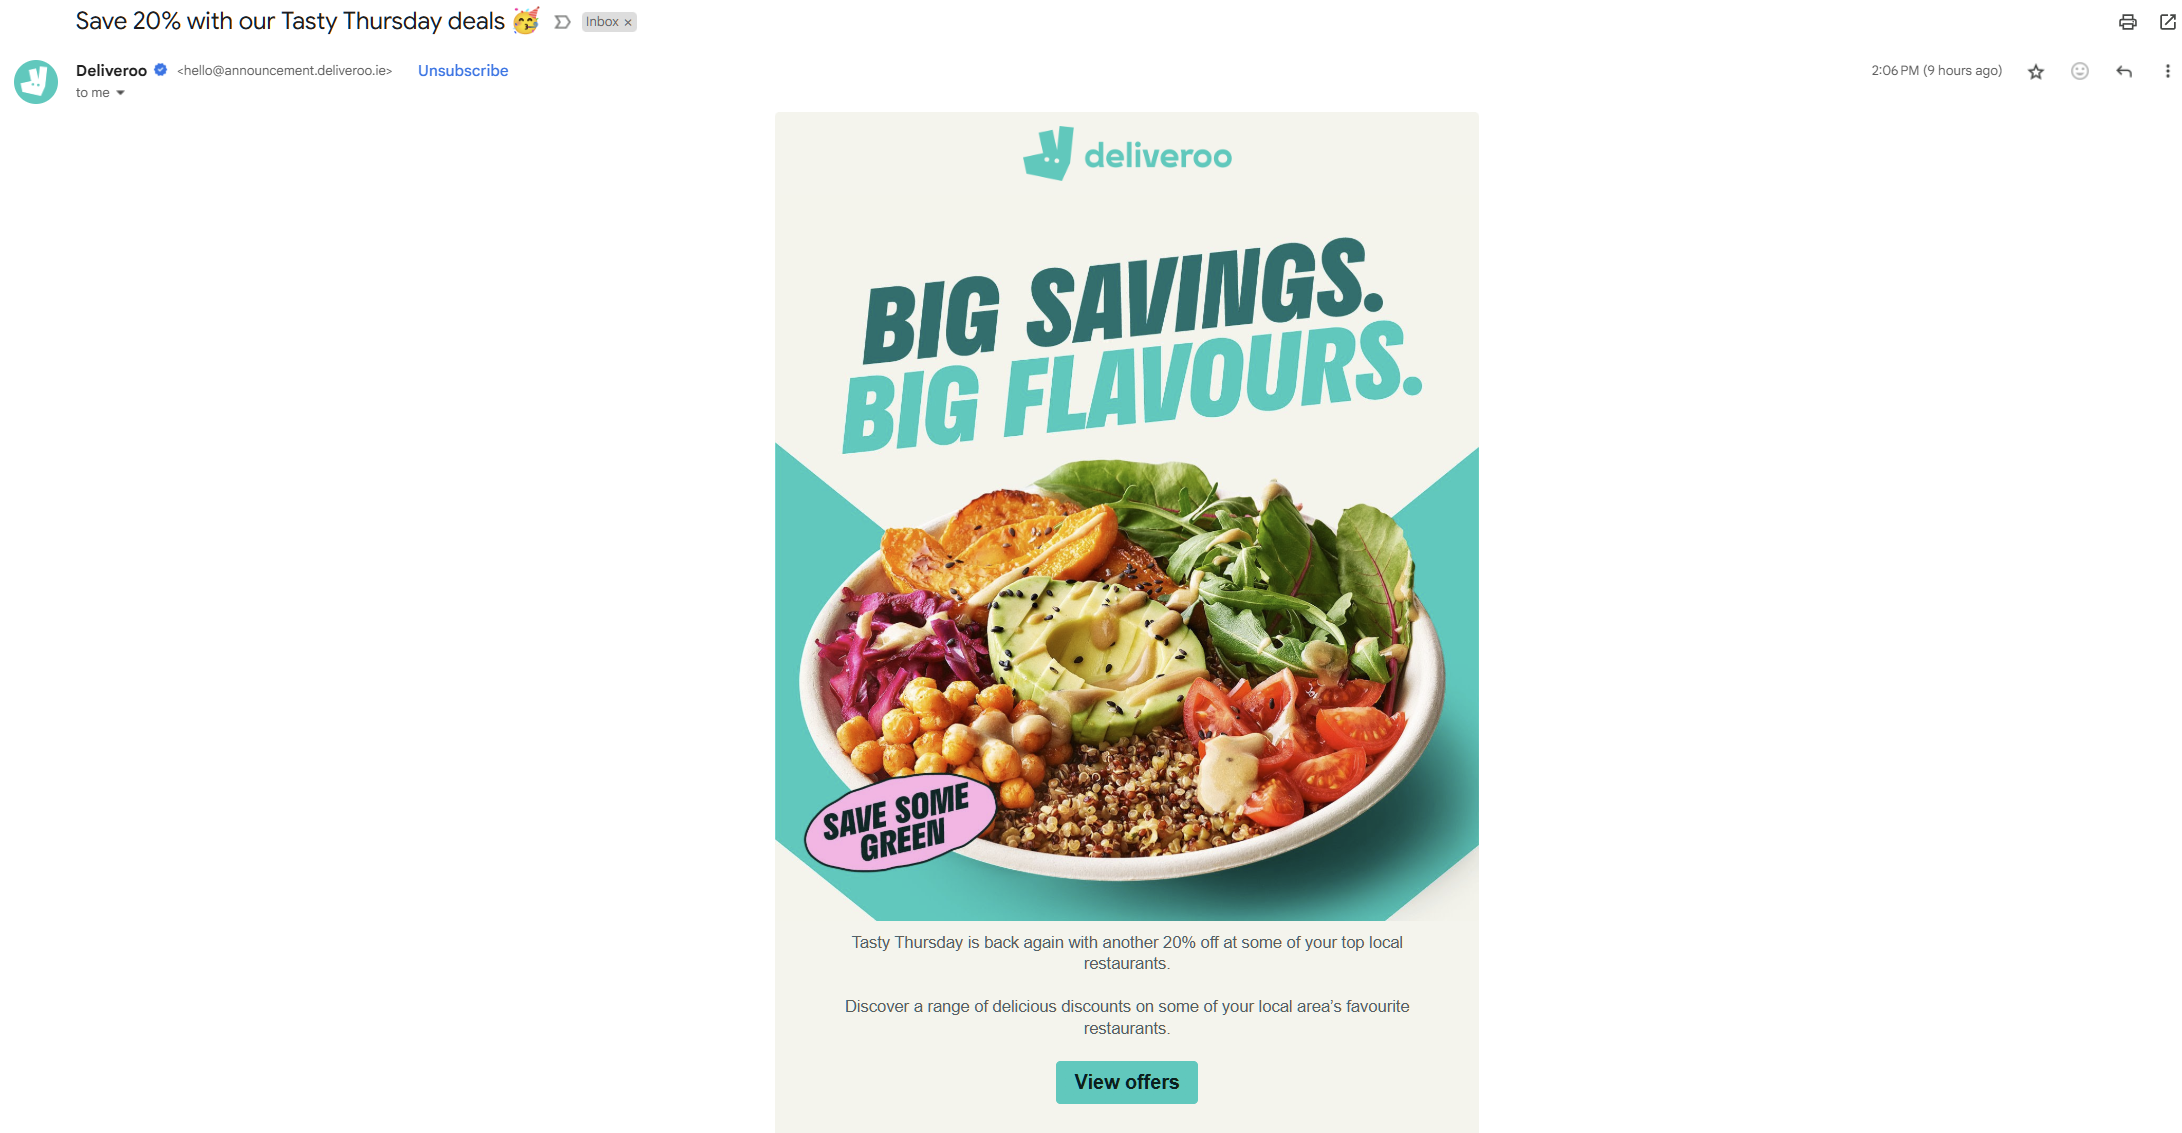 Save 20% with our Tasty Thursday deals 🥳 Inbox ×
Deliveroo <hello@announcement.deliveroo.ie> Unsubscribe 2:06 PM (9 hours ago)
to me
deliveroo
BIG SAVINGS.
BIG FLAVOURS.
SAVE SOME
GREEN
Tasty Thursday is back again with another 20% off at some of your top local
restaurants.
Discover a range of delicious discounts on some of your local area’s favourite
restaurants.
View offers